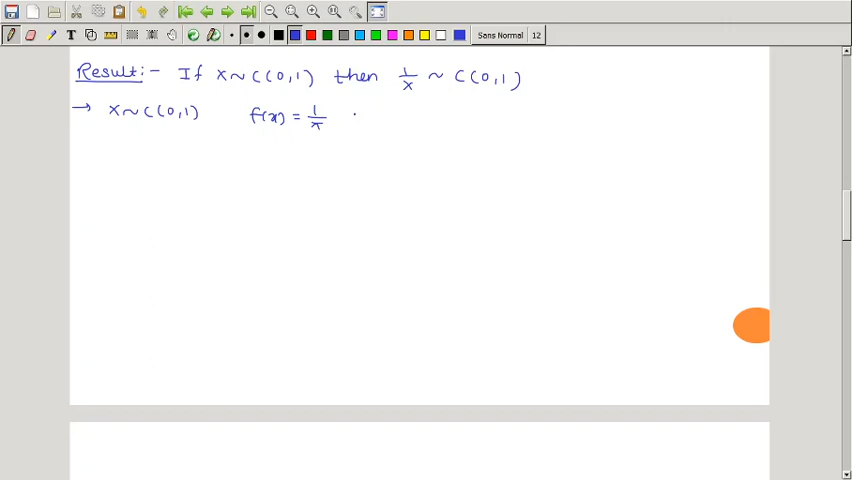 Sans Normal 12
Result:- If X~C(0,1) then 1/X ~ C(0,1)
→ X~C(0,1) f(x) = 1/π